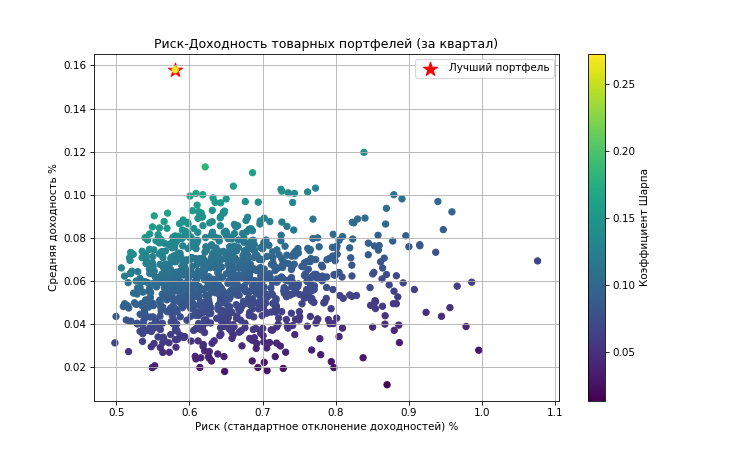 Риск-Доходность товарных портфелей (за квартал)
Лучший портфель
Средняя доходность %
0.16
0.14
0.12
0.10
0.08
0.06
0.04
0.02
0.5 0.6 0.7 0.8 0.9 1.0 1.1
Риск (стандартное отклонение доходностей) %
0.25
0.20
0.15
0.10
0.05
Коэффициент Шарпа